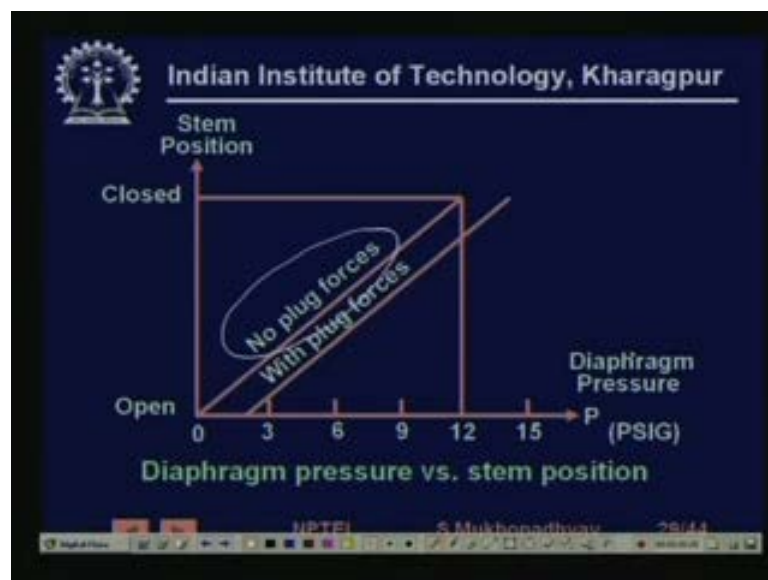 Indian Institute of Technology, Kharagpur
Stem
Position
Closed
No plug forces
With plug forces
Diaphragm
Pressure
Open
0 3 6 9 12 15 P (PSIG)
Diaphragm pressure vs. stem position
NPTEL S.Mukhopadhyay 29/44